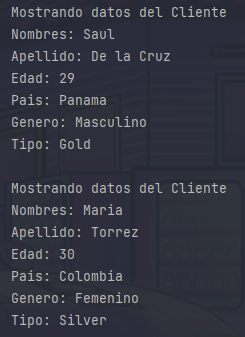 Mostrando datos del Cliente
Nombres: Saul
Apellido: De la Cruz
Edad: 29
Pais: Panama
Genero: Masculino
Tipo: Gold
Mostrando datos del Cliente
Nombres: Maria
Apellido: Torrez
Edad: 30
Pais: Colombia
Genero: Femenino
Tipo: Silver